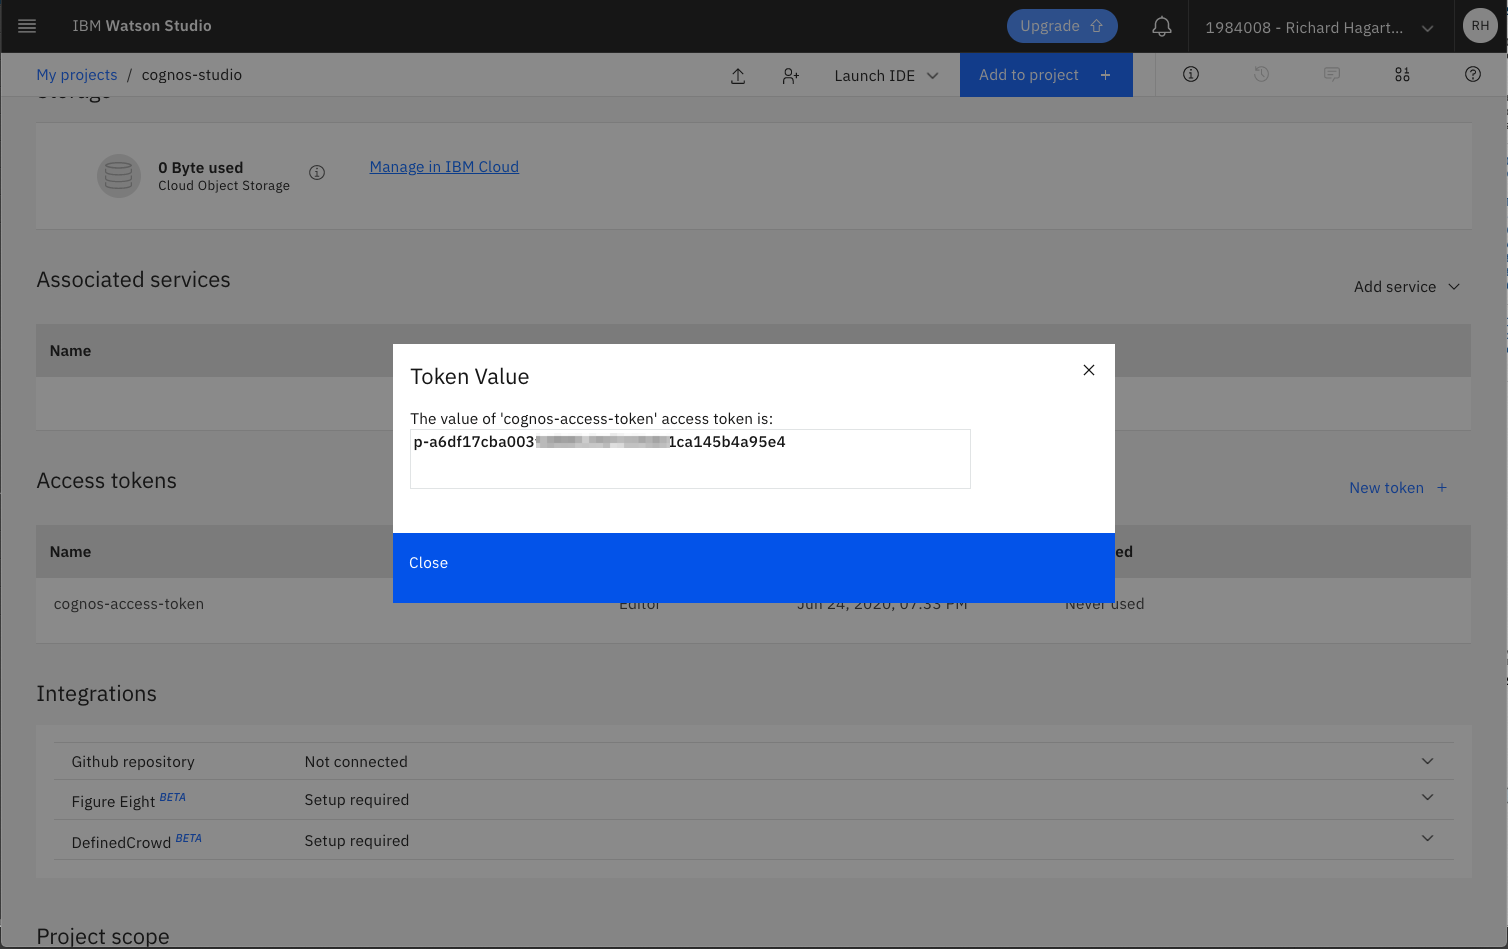 IBM Watson Studio
Upgrade
1984008 - Richard Hagart...
RH
My projects / cognos-studio
Launch IDE
Add to project +
Storage
0 Byte used
Cloud Object Storage
Manage in IBM Cloud
Associated services
Add service
Name
Token Value
The value of 'cognos-access-token' access token is:
p-a6df17cba003 1ca145b4a95e4
Close
Access tokens
New token +
Name
ed
cognos-access-token
Editor
Jun 24, 2020, 07:33 PM
Never used
Integrations
Github repository
Not connected
Figure Eight BETA
Setup required
DefinedCrowd BETA
Setup required
Project scope